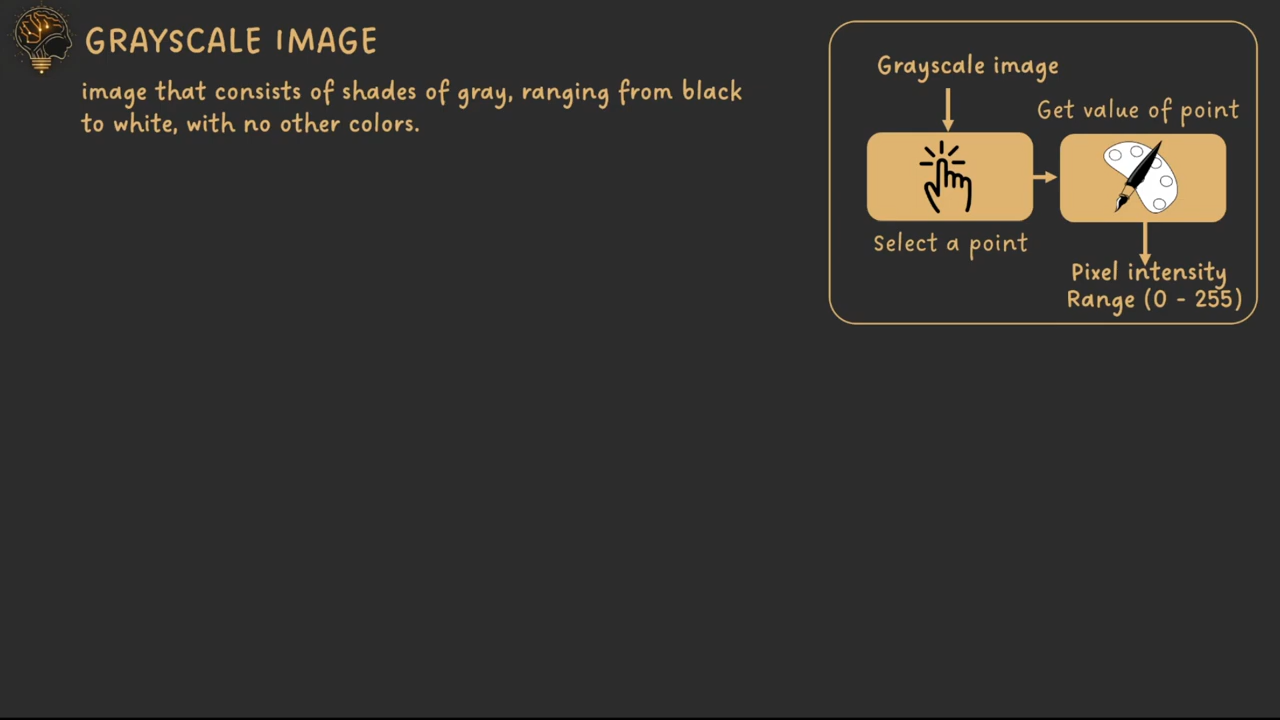 GRAYSCALE IMAGE
image that consists of shades of gray, ranging from black
to white, with no other colors.
Grayscale image
Get value of point
Select a point
Pixel intensity
Range (0 - 255)